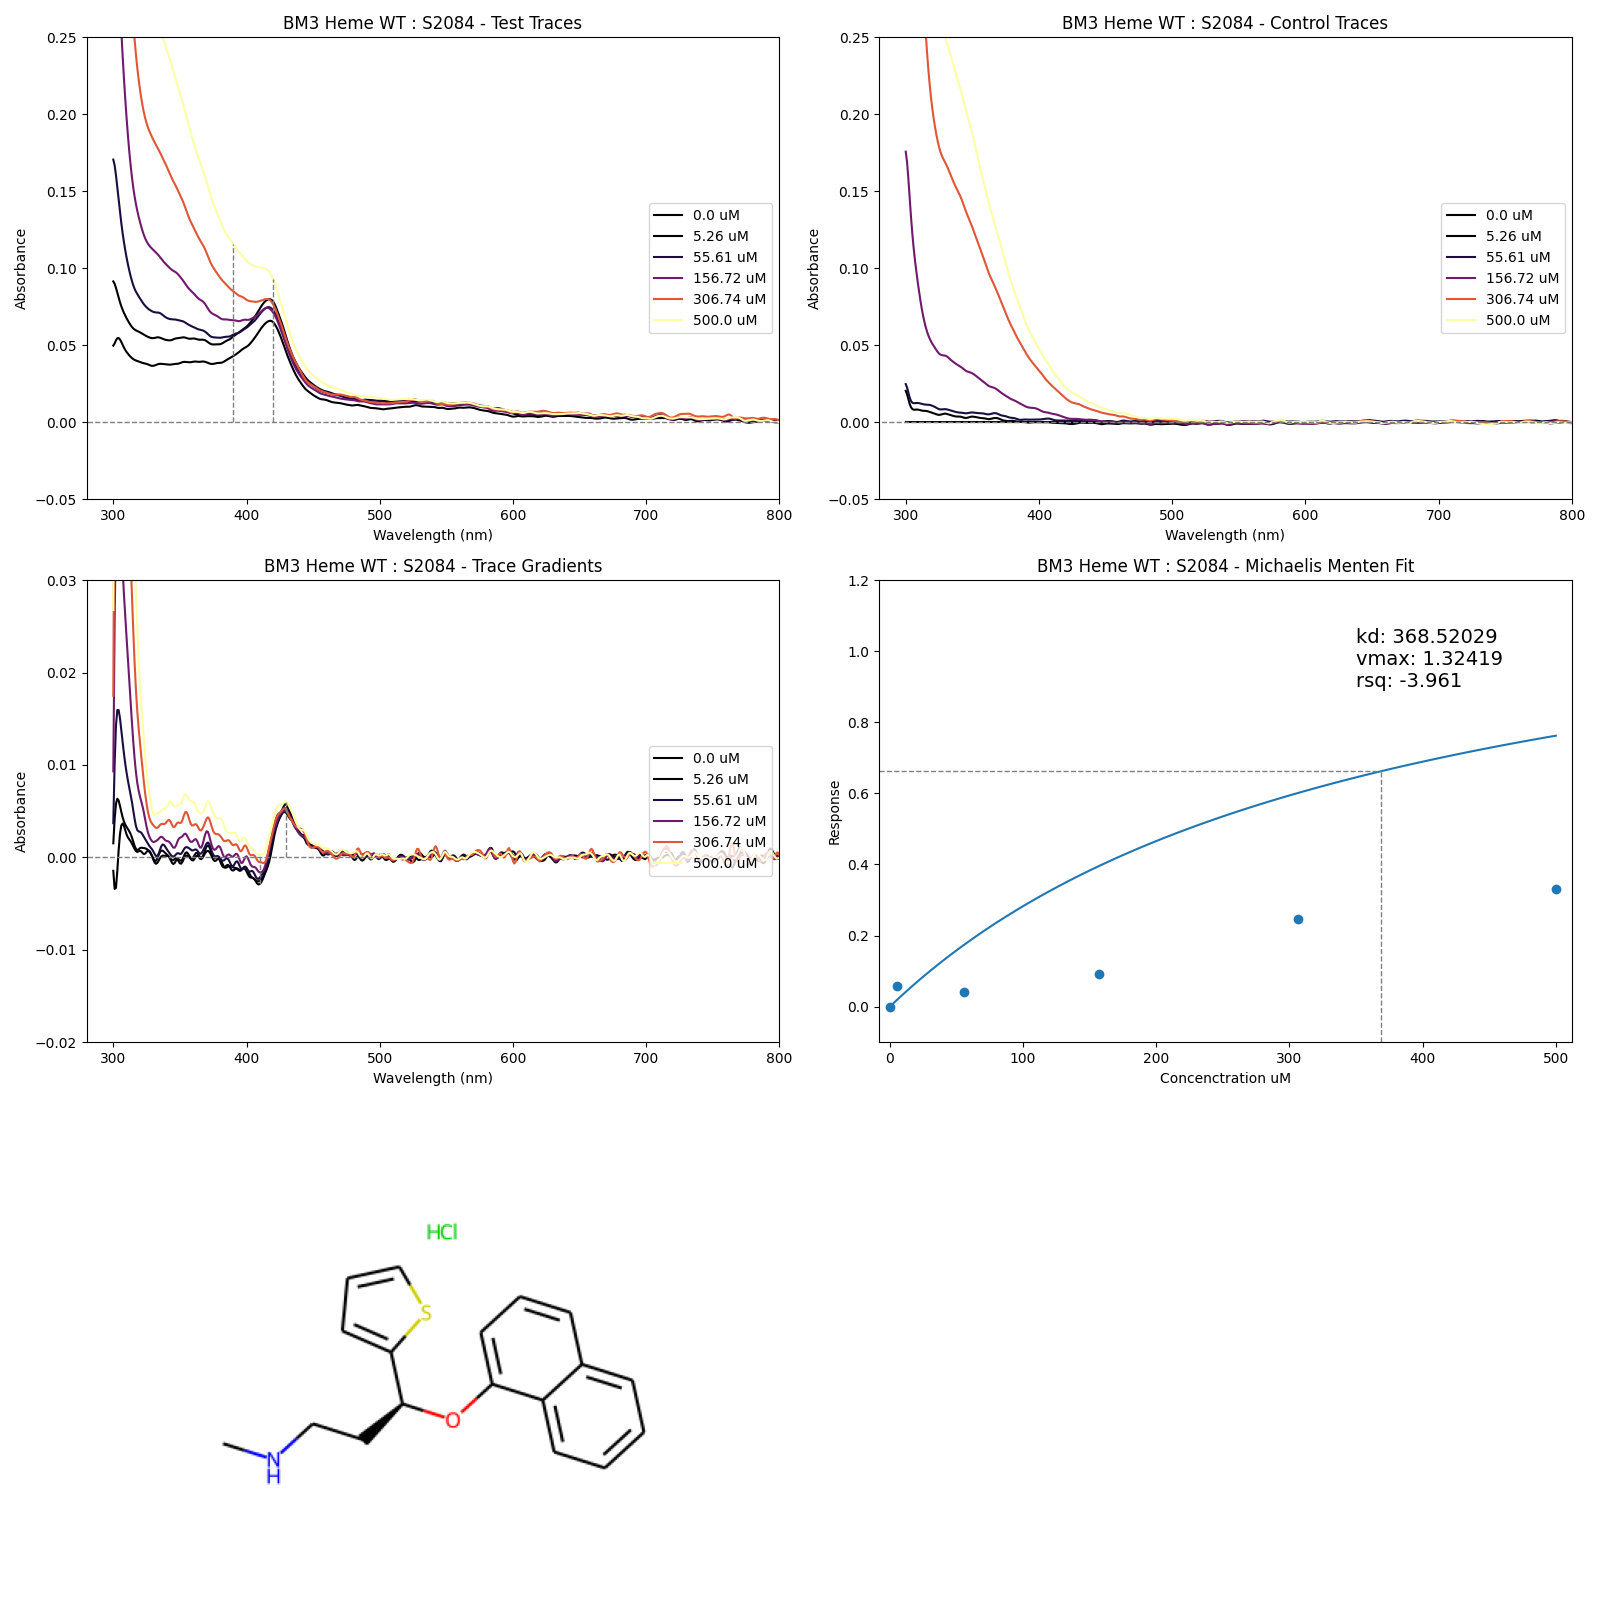 BM3 Heme WT : S2084 - Test Traces
0.25
0.20
0.15
0.10
0.05
0.00
−0.05
Absorbance
300 400 500 600 700 800
Wavelength (nm)
0.0 uM
5.26 uM
55.61 uM
156.72 uM
306.74 uM
500.0 uM
BM3 Heme WT : S2084 - Control Traces
0.25
0.20
0.15
0.10
0.05
0.00
−0.05
Absorbance
300 400 500 600 700 800
Wavelength (nm)
0.0 uM
5.26 uM
55.61 uM
156.72 uM
306.74 uM
500.0 uM
BM3 Heme WT : S2084 - Trace Gradients
0.03
0.02
0.01
0.00
−0.01
−0.02
Absorbance
300 400 500 600 700 800
Wavelength (nm)
0.0 uM
5.26 uM
55.61 uM
156.72 uM
306.74 uM
500.0 uM
BM3 Heme WT : S2084 - Michaelis Menten Fit
1.2
1.0
0.8
0.6
0.4
0.2
0.0
Response
kd: 368.52029
vmax: 1.32419
rsq: -3.961
0 100 200 300 400 500
Concenctration uM
HCl
S
O
N
H